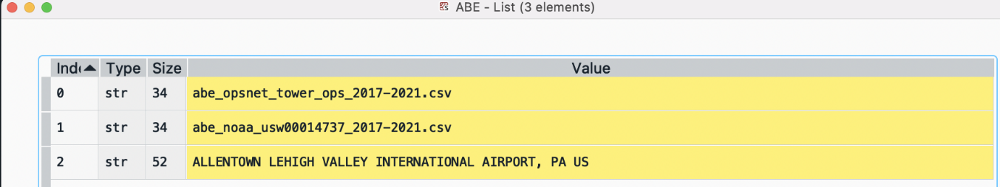 ABE - List (3 elements)
Inde Type Size Value
0 str 34 abe_opsnet_tower_ops_2017-2021.csv
1 str 34 abe_noaa_usw00014737_2017-2021.csv
2 str 52 ALLENTOWN LEHIGH VALLEY INTERNATIONAL AIRPORT, PA US